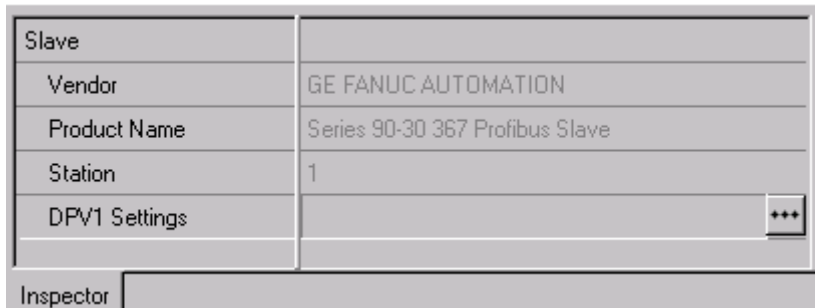 Slave
Vendor GE FANUC AUTOMATION
Product Name Series 90-30 367 Profibus Slave
Station 1
DPV1 Settings
Inspector